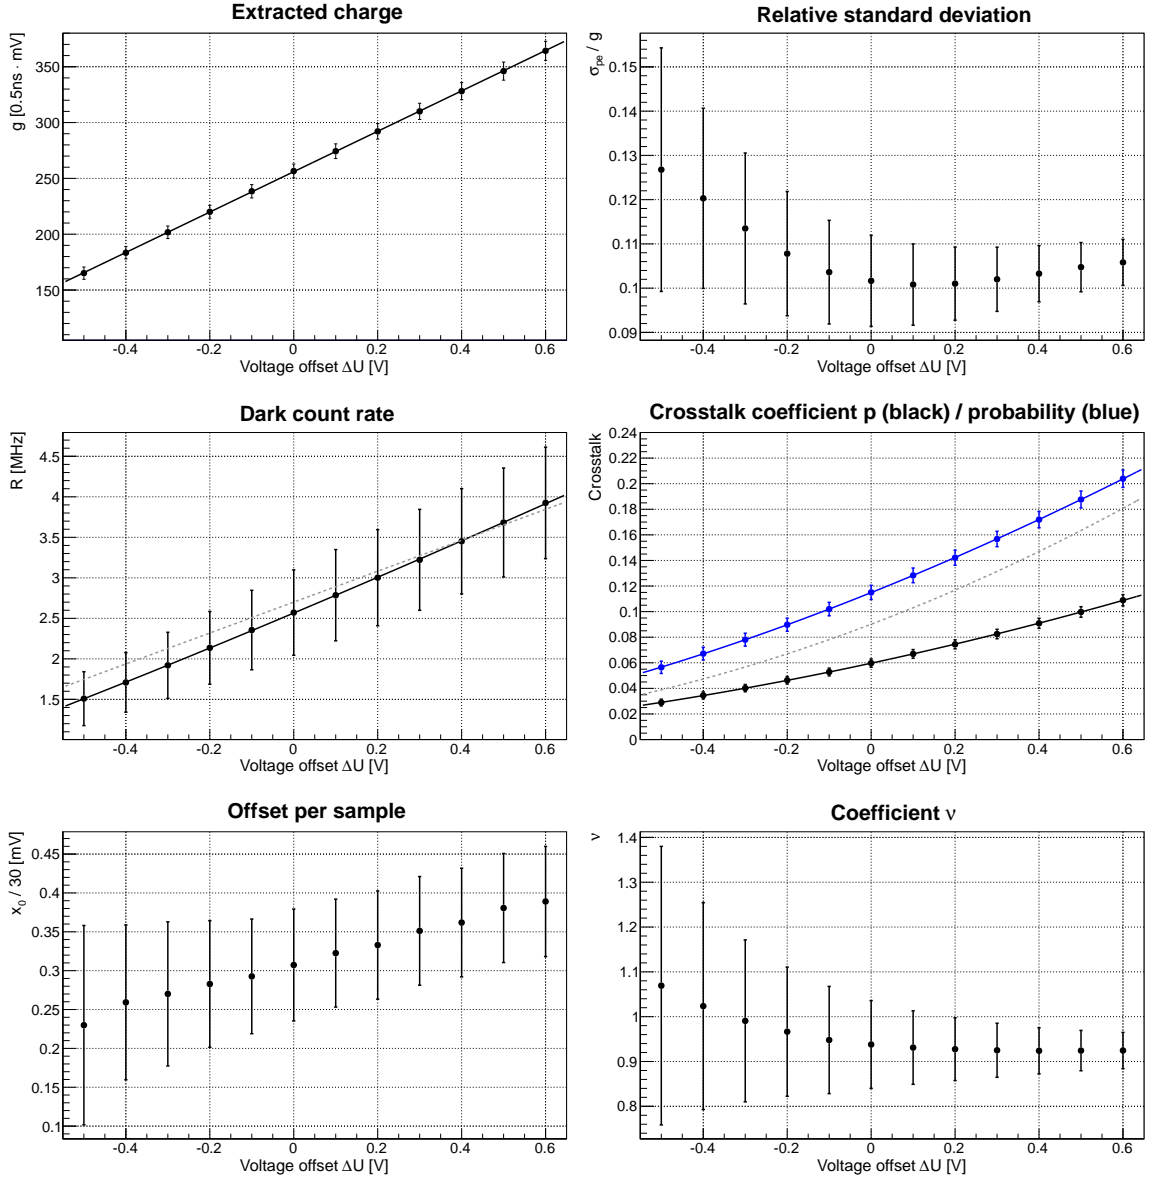 Extracted charge
g [0.5ns · mV]
350
300
250
200
150
-0.4 -0.2 0 0.2 0.4 0.6
Voltage offset ΔU [V]
Relative standard deviation
σpe / g
0.15
0.14
0.13
0.12
0.11
0.1
0.09
-0.4 -0.2 0 0.2 0.4 0.6
Voltage offset ΔU [V]
Dark count rate
R [MHz]
4.5
4
3.5
3
2.5
2
1.5
-0.4 -0.2 0 0.2 0.4 0.6
Voltage offset ΔU [V]
Crosstalk coefficient p (black) / probability (blue)
Crosstalk
0.24
0.22
0.2
0.18
0.16
0.14
0.12
0.1
0.08
0.06
0.04
0.02
0
-0.4 -0.2 0 0.2 0.4 0.6
Voltage offset ΔU [V]
Offset per sample
x0 / 30 [mV]
0.45
0.4
0.35
0.3
0.25
0.2
0.15
0.1
-0.4 -0.2 0 0.2 0.4 0.6
Voltage offset ΔU [V]
Coefficient ν
ν
1.4
1.3
1.2
1.1
1
0.9
0.8
-0.4 -0.2 0 0.2 0.4 0.6
Voltage offset ΔU [V]